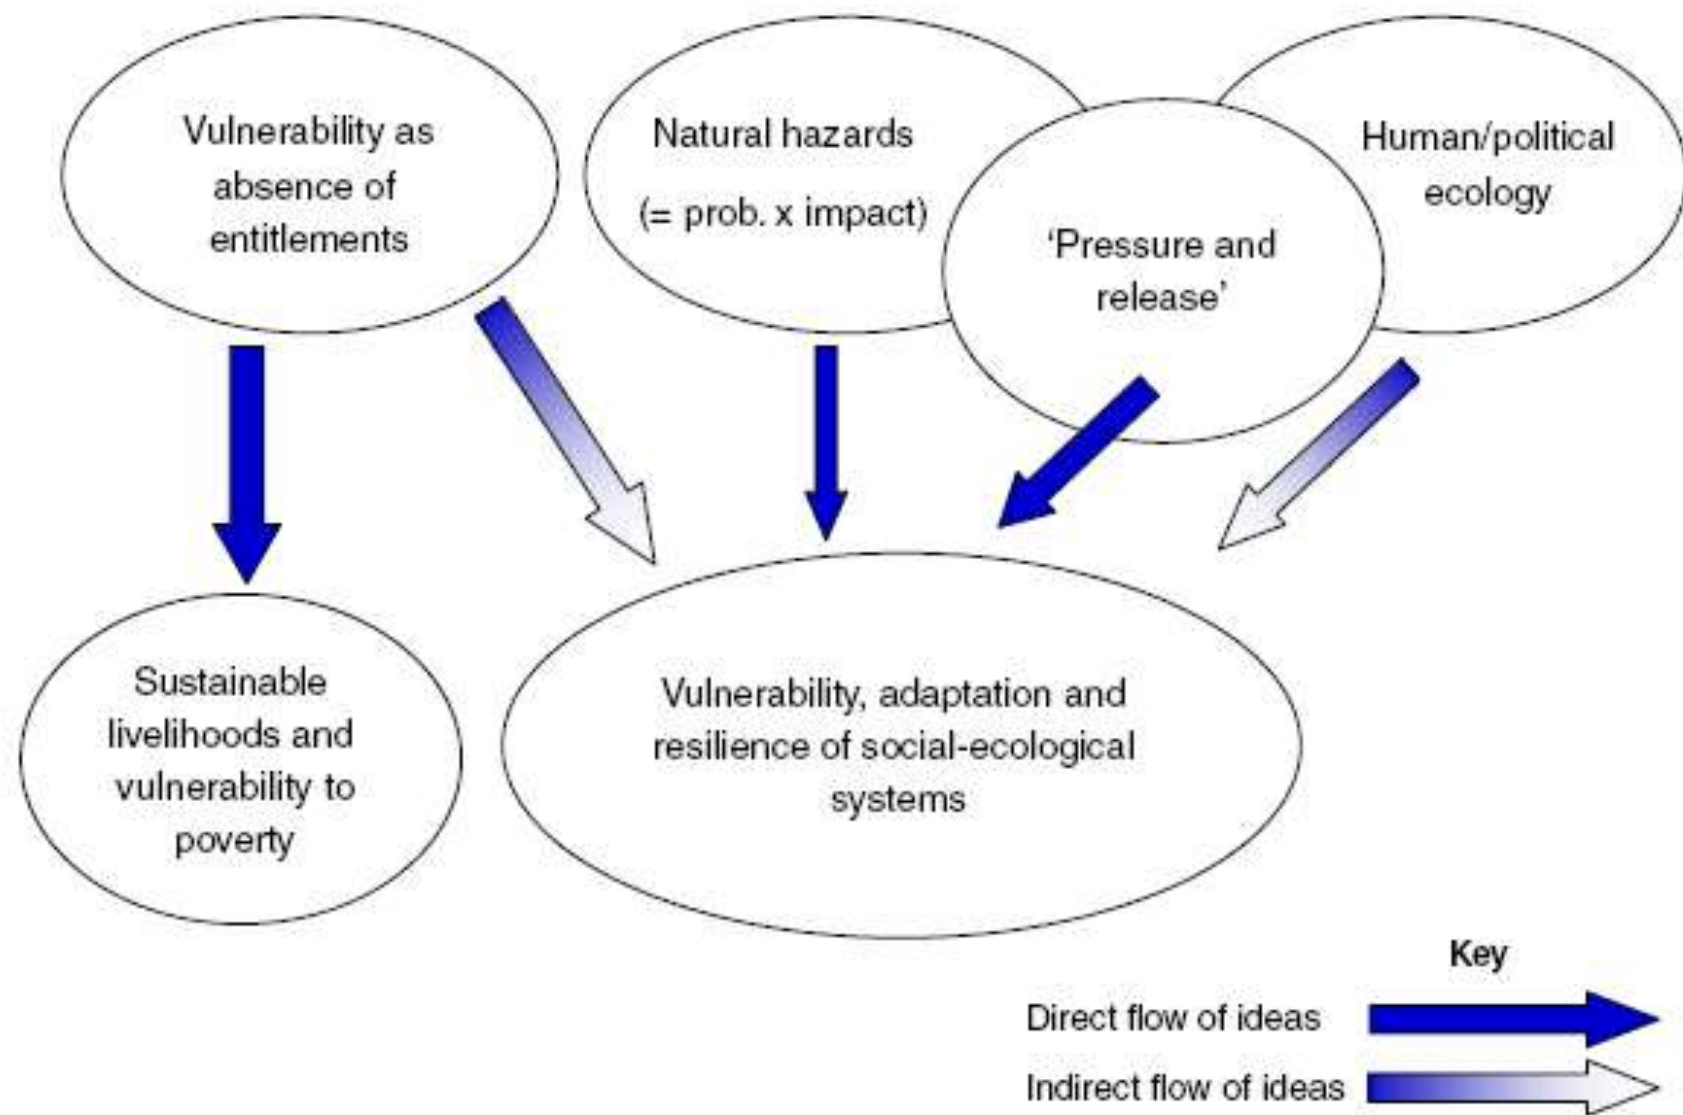 Vulnerability as
absence of
entitlements
Natural hazards
(= prob. x impact)
‘Pressure and
release’
Human/political
ecology
Sustainable
livelihoods and
vulnerability to
poverty
Vulnerability, adaptation and
resilience of social-ecological
systems
Key
Direct flow of ideas
Indirect flow of ideas